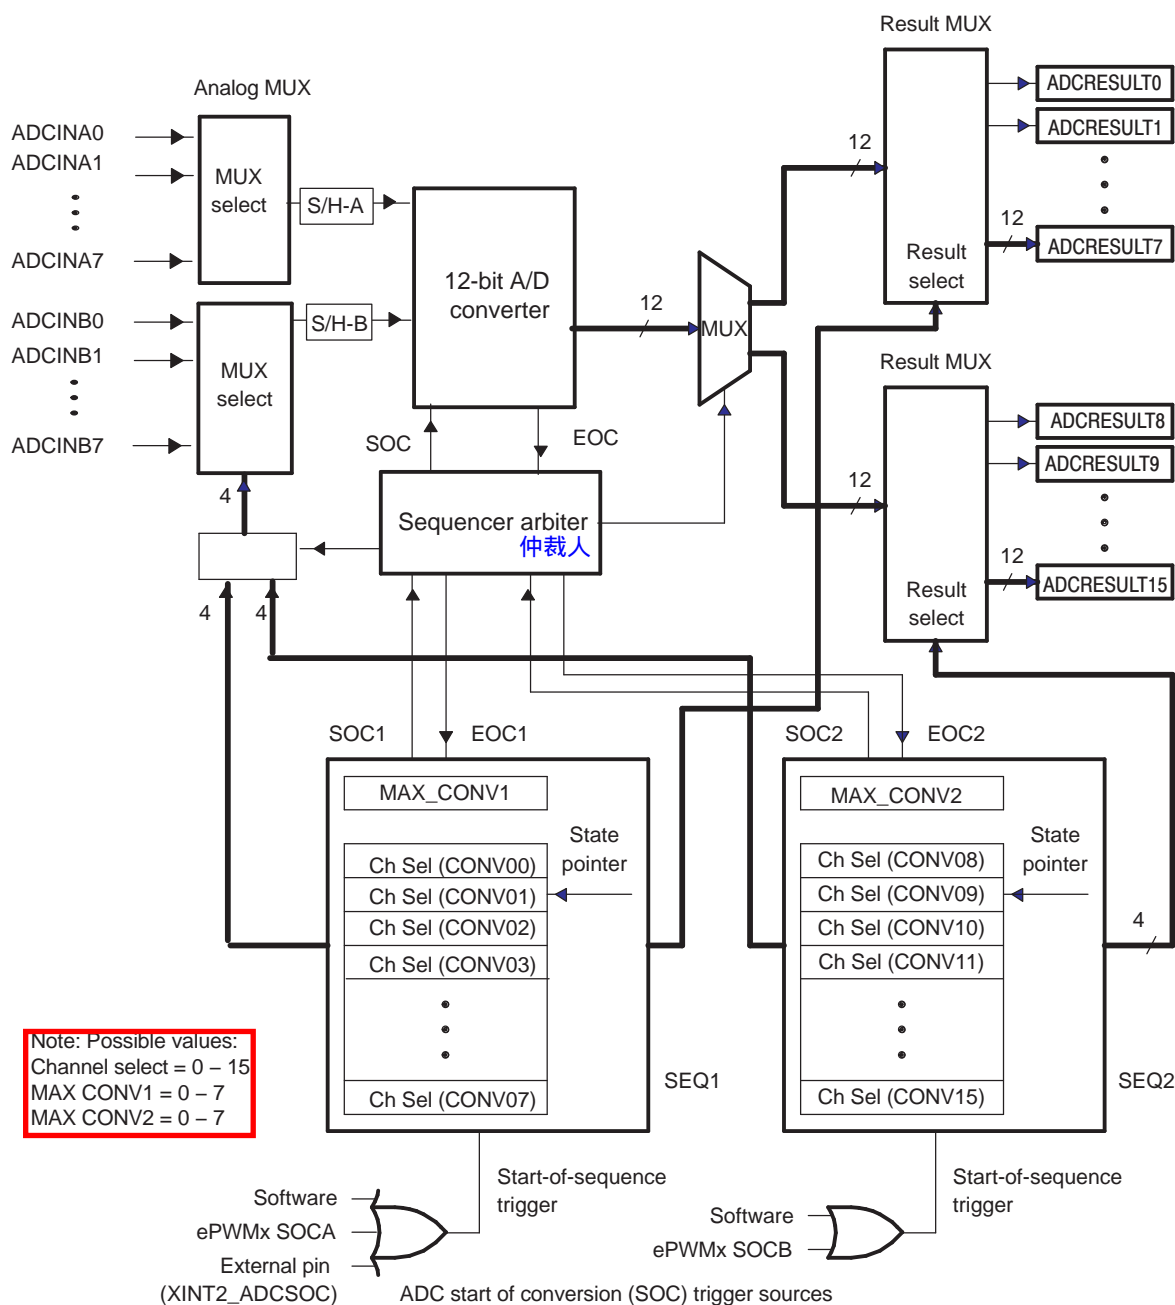 Result MUX
ADCRESULT0
ADCRESULT1
12
12
ADCRESULT7
Result
select
Analog MUX
ADCINA0
ADCINA1
ADCINA7
MUX
select
S/H-A
ADCINB0
ADCINB1
ADCINB7
MUX
select
S/H-B
12-bit A/D
converter
12
MUX
Result MUX
ADCRESULT8
ADCRESULT9
12
12
ADCRESULT15
Result
select
SOC
EOC
4
Sequencer arbiter
仲裁人
4
4
SOC1
EOC1
SOC2
EOC2
MAX_CONV1
State
pointer
Ch Sel (CONV00)
Ch Sel (CONV01)
Ch Sel (CONV02)
Ch Sel (CONV03)
Ch Sel (CONV07)
SEQ1
MAX_CONV2
State
pointer
Ch Sel (CONV08)
Ch Sel (CONV09)
Ch Sel (CONV10)
Ch Sel (CONV11)
Ch Sel (CONV15)
4
SEQ2
Note: Possible values:
Channel select = 0 – 15
MAX CONV1 = 0 – 7
MAX CONV2 = 0 – 7
Start-of-sequence
trigger
Software
ePWMx SOCA
External pin
(XINT2_ADCSOC)
Start-of-sequence
trigger
Software
ePWMx SOCB
ADC start of conversion (SOC) trigger sources